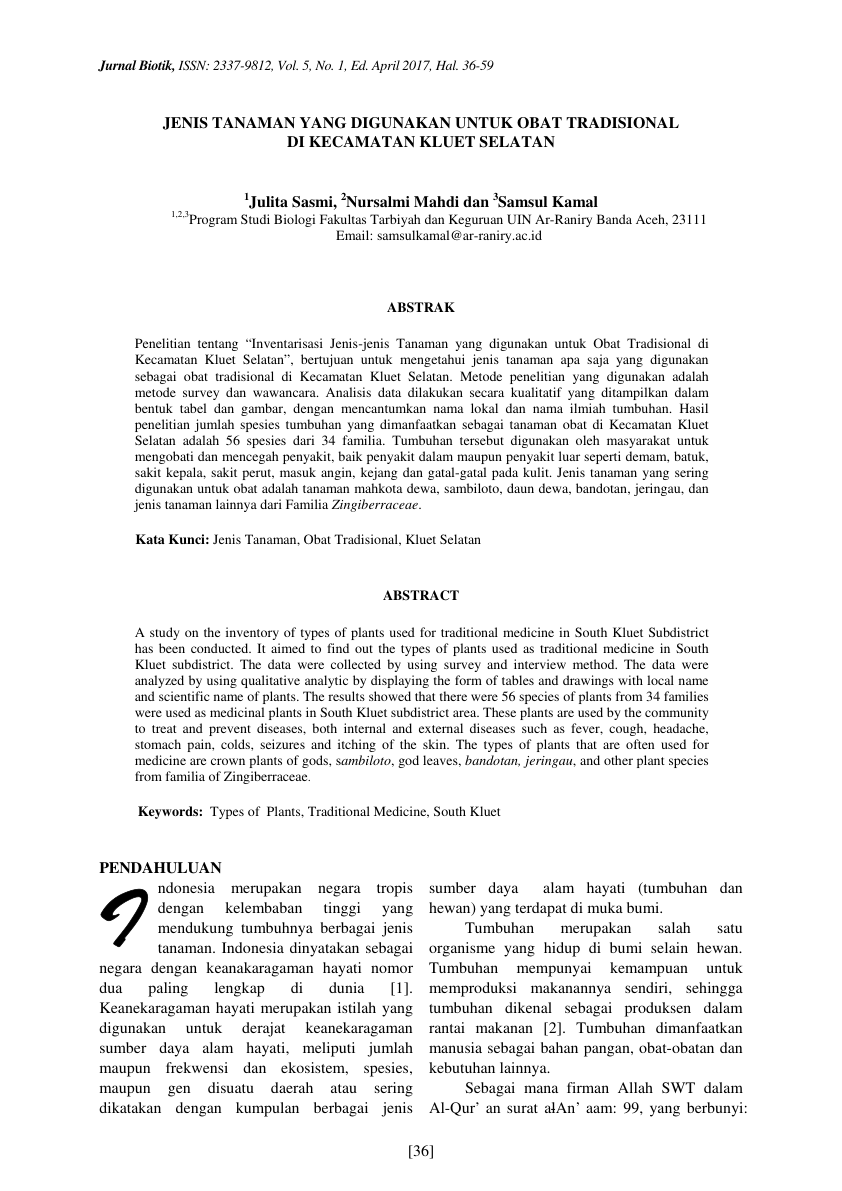 Jurnal Biotik, ISSN: 2337-9812, Vol. 5, No. 1, Ed. April 2017, Hal. 36-59
JENIS TANAMAN YANG DIGUNAKAN UNTUK OBAT TRADISIONAL
DI KECAMATAN KLUET SELATAN
1Julita Sasmi, 2Nursalmi Mahdi dan 3Samsul Kamal
1,2,3Program Studi Biologi Fakultas Tarbiyah dan Keguruan UIN Ar-Raniry Banda Aceh, 23111
Email: samsulkamal@ar-raniry.ac.id
ABSTRAK
Penelitian tentang “Inventarisasi Jenis-jenis Tanaman yang digunakan untuk Obat Tradisional di
Kecamatan Kluet Selatan”, bertujuan untuk mengetahui jenis tanaman apa saja yang digunakan
sebagai obat tradisional di Kecamatan Kluet Selatan. Metode penelitian yang digunakan adalah
metode survey dan wawancara. Analisis data dilakukan secara kualitatif yang ditampilkan dalam
bentuk tabel dan gambar, dengan mencantumkan nama lokal dan nama ilmiah tumbuhan. Hasil
penelitian jumlah spesies tumbuhan yang dimanfaatkan sebagai tanaman obat di Kecamatan Kluet
Selatan adalah 56 spesies dari 34 familia. Tumbuhan tersebut digunakan oleh masyarakat untuk
mengobati dan mencegah penyakit, baik penyakit dalam maupun penyakit luar seperti demam, batuk,
sakit kepala, sakit perut, masuk angin, kejang dan gatal-gatal pada kulit. Jenis tanaman yang sering
digunakan untuk obat adalah tanaman mahkota dewa, sambiloto, daun dewa, bandotan, jeringau, dan
jenis tanaman lainnya dari Familia Zingiberraceae.
Kata Kunci: Jenis Tanaman, Obat Tradisional, Kluet Selatan
ABSTRACT
A study on the inventory of types of plants used for traditional medicine in South Kluet Subdistrict
has been conducted. It aimed to find out the types of plants used as traditional medicine in South
Kluet subdistrict. The data were collected by using survey and interview method. The data were
analyzed by using qualitative analytic by displaying the form of tables and drawings with local name
and scientific name of plants. The results showed that there were 56 species of plants from 34 families
were used as medicinal plants in South Kluet subdistrict area. These plants are used by the community
to treat and prevent diseases, both internal and external diseases such as fever, cough, headache,
stomach pain, colds, seizures and itching of the skin. The types of plants that are often used for
medicine are crown plants of gods, sambiloto, god leaves, bandotan, jeringau, and other plant species
from familia of Zingiberraceae.
Keywords: Types of Plants, Traditional Medicine, South Kluet
PENDAHULUAN
Indonesia merupakan negara tropis
dengan kelembaban tinggi yang
mendukung tumbuhnya berbagai jenis
tanaman. Indonesia dinyatakan sebagai
negara dengan keanakaragaman hayati nomor
dua paling lengkap di dunia [1].
Keanekaragaman hayati merupakan istilah yang
digunakan untuk derajat keanekaragaman
sumber daya alam hayati, meliputi jumlah
maupun frekwensi dan ekosistem, spesies,
maupun gen disuatu daerah atau sering
dikatakan dengan kumpulan berbagai jenis
sumber daya alam hayati (tumbuhan dan
hewan) yang terdapat di muka bumi.
Tumbuhan merupakan salah satu
organisme yang hidup di bumi selain hewan.
Tumbuhan mempunyai kemampuan untuk
memproduksi makanannya sendiri, sehingga
tumbuhan dikenal sebagai produksen dalam
rantai makanan [2]. Tumbuhan dimanfaatkan
manusia sebagai bahan pangan, obat-obatan dan
kebutuhan lainnya.
Sebagai mana firman Allah SWT dalam
Al-Qur’ an surat al-An’ aam: 99, yang berbunyi:
[36]